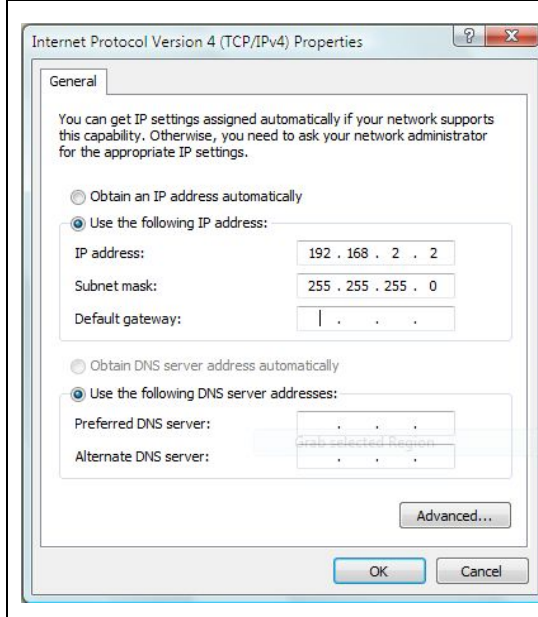 Internet Protocol Version 4 (TCP/IPv4) Properties
General
You can get IP settings assigned automatically if your network supports
this capability. Otherwise, you need to ask your network administrator
for the appropriate IP settings.
Obtain an IP address automatically
Use the following IP address:
IP address: 192 . 168 . 2 . 2
Subnet mask: 255 . 255 . 255 . 0
Default gateway: . . .
Obtain DNS server address automatically
Use the following DNS server addresses:
Preferred DNS server: . . .
Grab selected Region
Alternate DNS server: . . .
Advanced...
OK Cancel